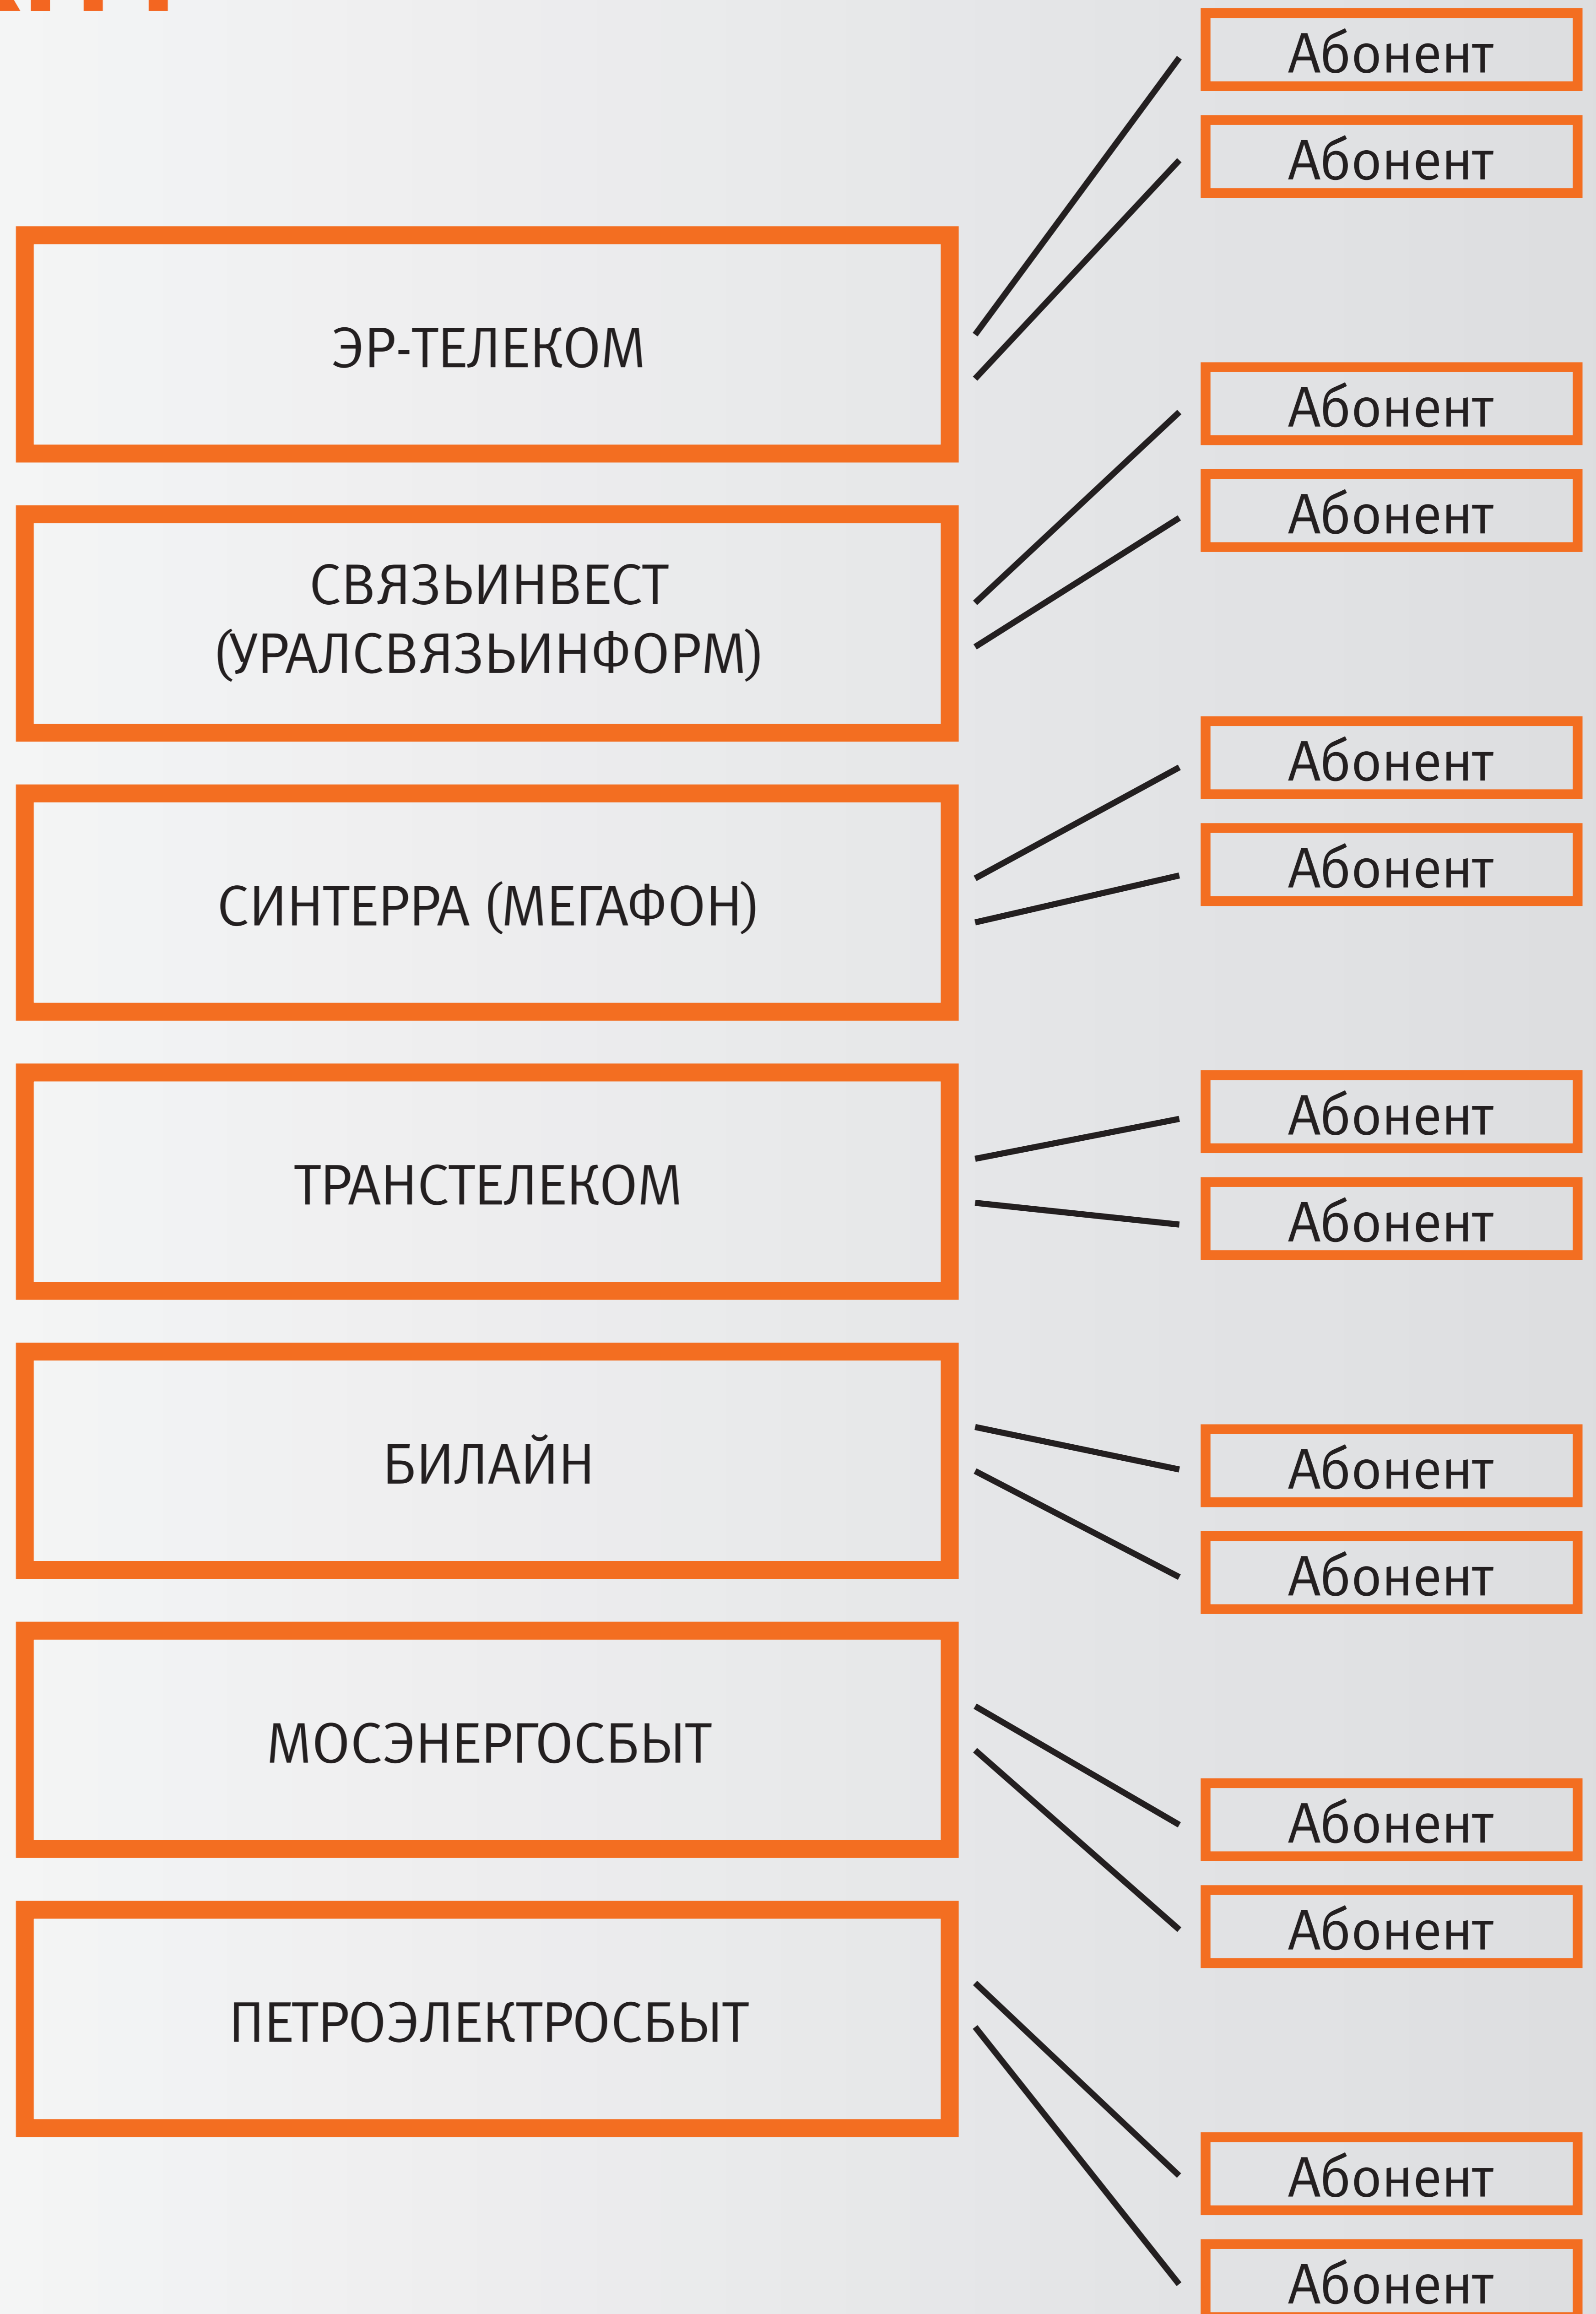 Абонент
Абонент
ЭР-ТЕЛЕКОМ
Абонент
Абонент
СВЯЗЬИНВЕСТ
(УРАЛСВЯЗЬИНФОРМ)
Абонент
Абонент
СИНТЕРРА (МЕГАФОН)
Абонент
Абонент
ТРАНСТЕЛЕКОМ
Абонент
Абонент
БИЛАЙН
Абонент
Абонент
МОСЭНЕРГОСБЫТ
Абонент
Абонент
ПЕТРОЭЛЕКТРОСБЫТ